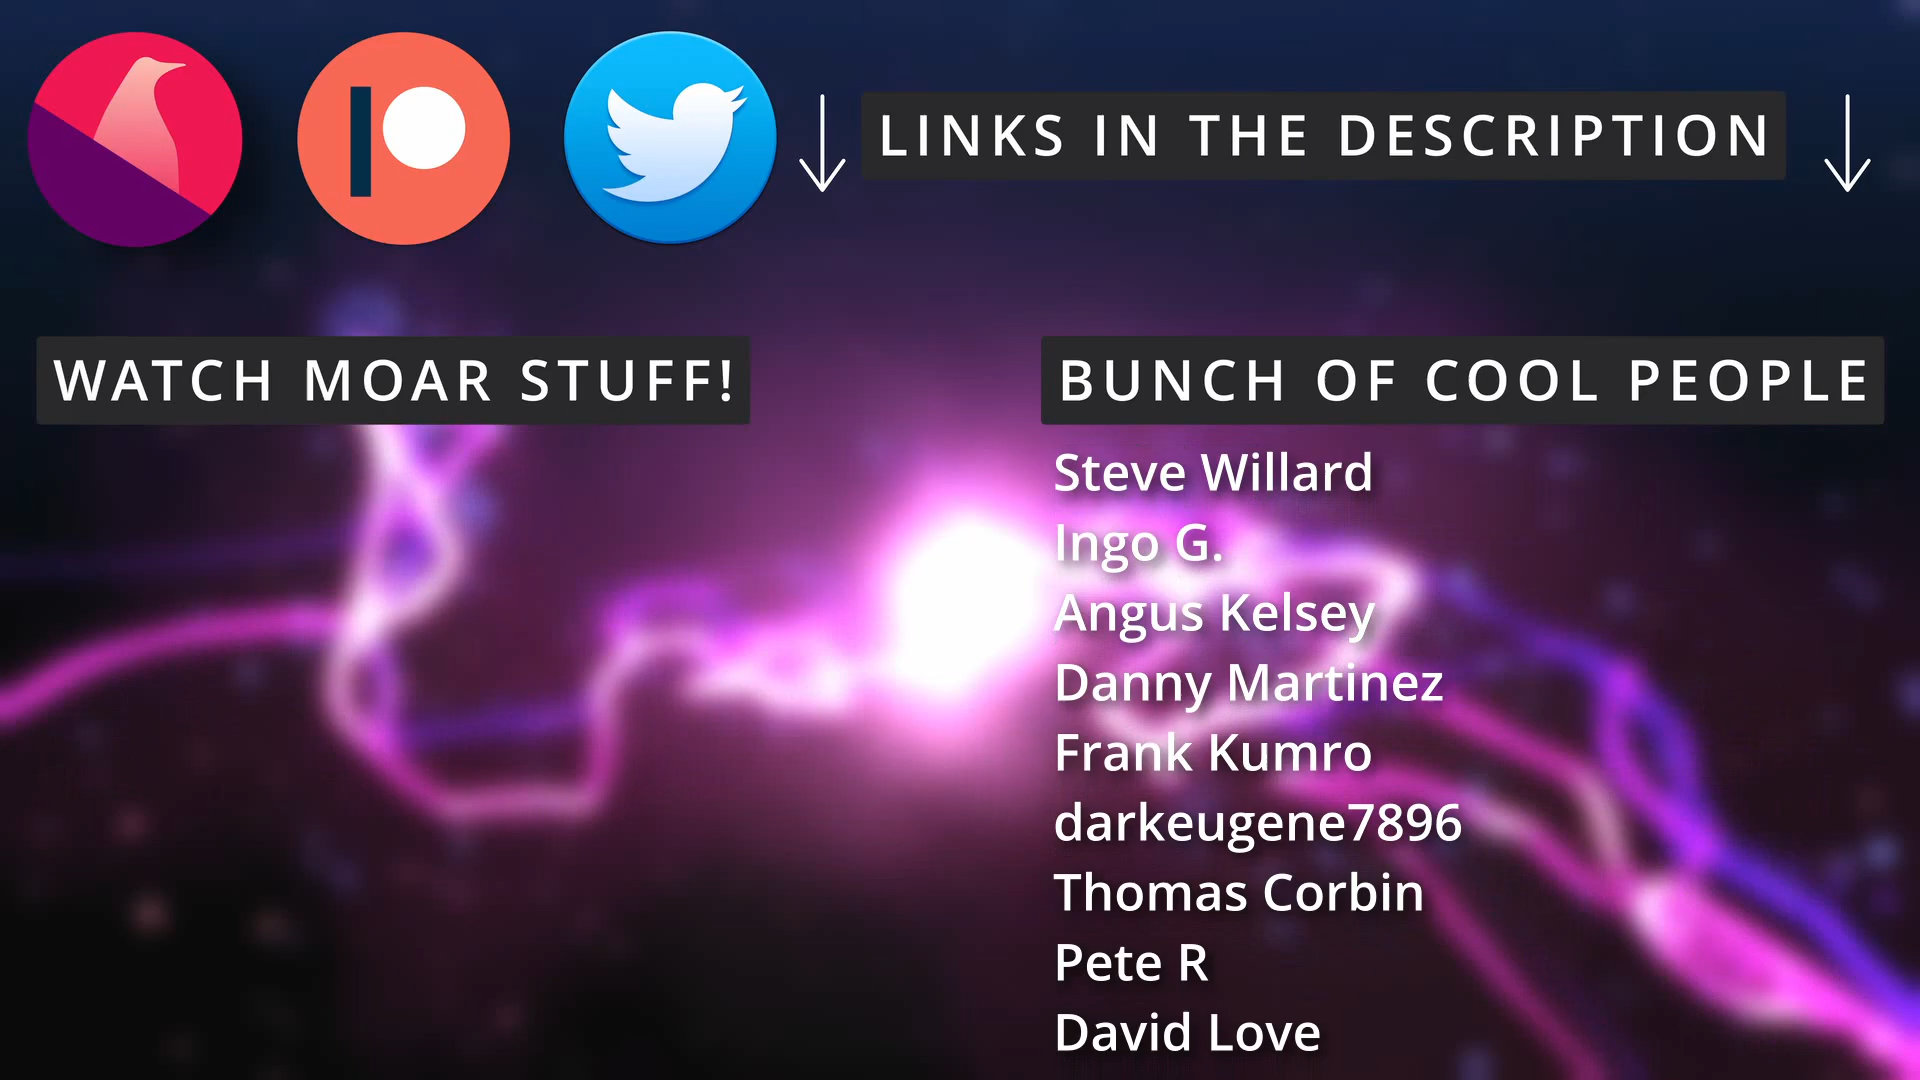 LINKS IN THE DESCRIPTION
WATCH MOAR STUFF!
BUNCH OF COOL PEOPLE
Steve Willard
Ingo G.
Angus Kelsey
Danny Martinez
Frank Kumro
darkeugene7896
Thomas Corbin
Pete R
David Love